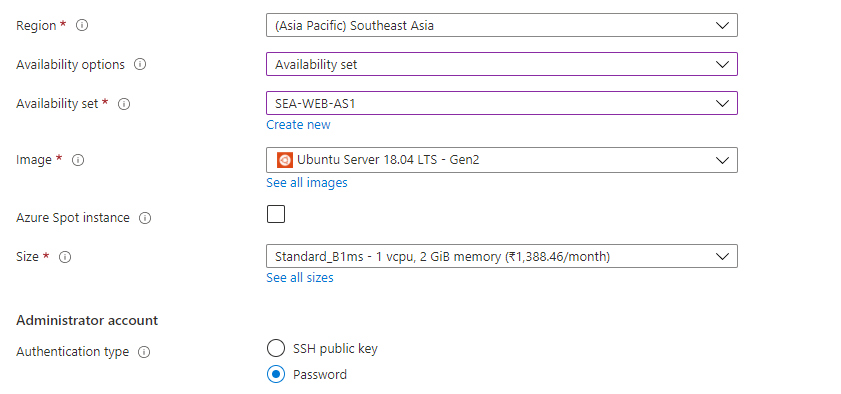 Region *
(Asia Pacific) Southeast Asia
Availability options
Availability set
Availability set *
SEA-WEB-AS1
Create new
Image *
Ubuntu Server 18.04 LTS - Gen2
See all images
Azure Spot instance
Size *
Standard_B1ms - 1 vcpu, 2 GiB memory (₹1,388.46/month)
See all sizes
Administrator account
Authentication type
SSH public key
Password